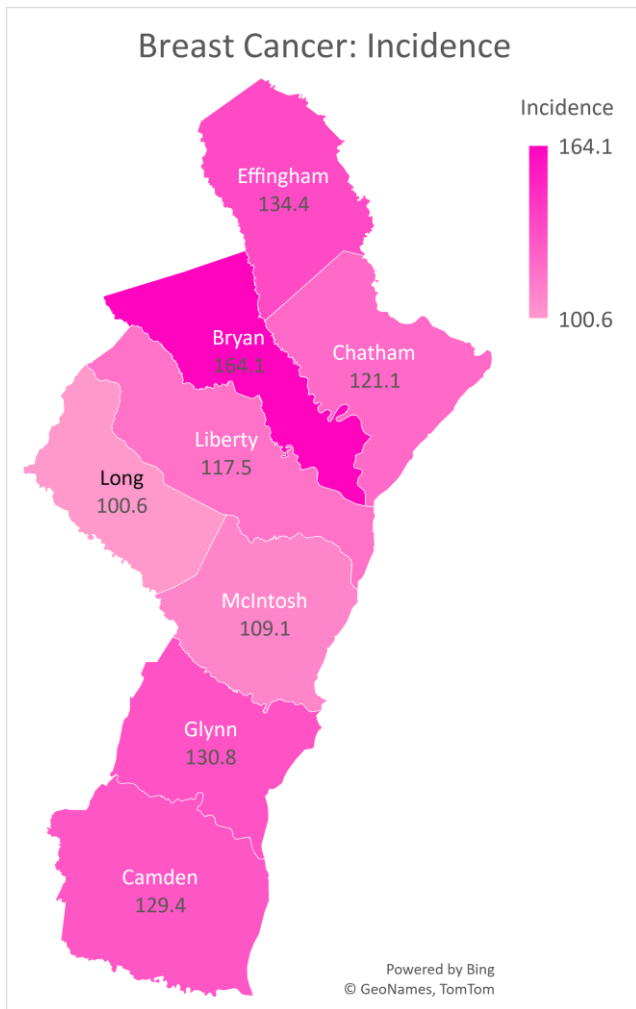 Breast Cancer: Incidence
Incidence
164.1
100.6
Effingham
134.4
Bryan
164.1
Chatham
121.1
Liberty
117.5
Long
100.6
McIntosh
109.1
Glynn
130.8
Camden
129.4
Powered by Bing
© GeoNames, TomTom